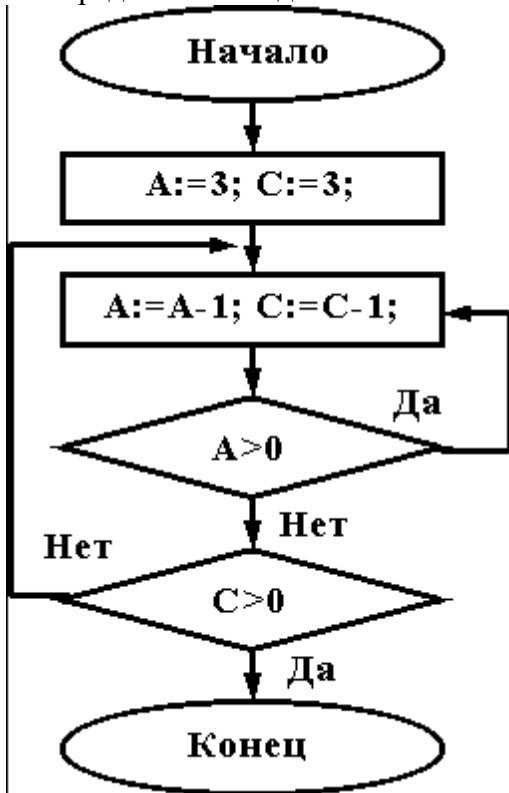 Начало
A:=3; C:=3;
A:=A-1; C:=C-1;
Да
A>0
Нет
Нет
C>0
Да
Конец